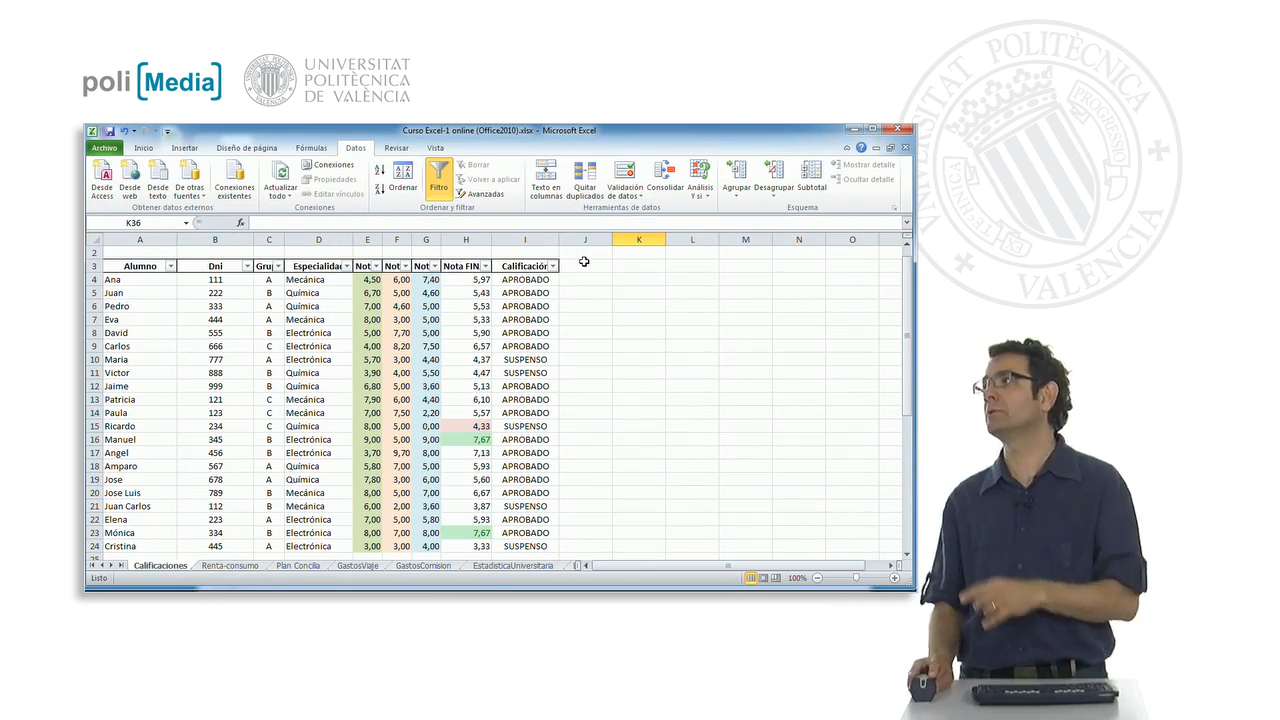 poli [Media]
UNIVERSITAT
POLITÈCNICA
DE VALÈNCIA
UNIVERSITAT POLITÈCNICA DE VALÈNCIA
Curso Excel-1 online (Office2010).xlsx - Microsoft Excel
Archivo Inicio Insertar Diseño de página Fórmulas Datos Revisar Vista
Desde Access Desde web Desde texto De otras fuentes Conexiones existentes Actualizar todo Conexiones Propiedades Editar vínculos Ordenar Filtro Borrar Volver a aplicar Avanzadas Texto en columnas Quitar duplicados Validación de datos Consolidar Análisis Y si Agrupar Desagrupar Subtotal Mostrar detalle Ocultar detalle
Obtener datos externos Conexiones Ordenar y filtrar Herramientas de datos Esquema
K36 fx
A B C D E F G H I J K L M N O
2
3 Alumno Dni Grup Especialidad Not Not Not Nota FIN Calificación
4 Ana 111 A Mecánica 4,50 6,00 7,40 5,97 APROBADO
5 Juan 222 B Química 6,70 5,00 4,60 5,43 APROBADO
6 Pedro 333 A Química 7,00 4,60 5,00 5,53 APROBADO
7 Eva 444 A Mecánica 8,00 3,00 5,00 5,33 APROBADO
8 David 555 B Electrónica 5,00 7,70 5,00 5,90 APROBADO
9 Carlos 666 C Electrónica 4,00 8,20 7,50 6,57 APROBADO
10 Maria 777 A Electrónica 5,70 3,00 4,40 4,37 SUSPENSO
11 Victor 888 B Química 3,90 4,00 5,50 4,47 SUSPENSO
12 Jaime 999 B Química 6,80 5,00 3,60 5,13 APROBADO
13 Patricia 121 C Química 7,90 6,00 4,40 6,10 APROBADO
14 Paula 123 C Mecánica 7,00 7,50 2,20 5,57 APROBADO
15 Ricardo 234 C Química 8,00 5,00 0,00 4,33 SUSPENSO
16 Manuel 345 B Electrónica 9,00 5,00 9,00 7,67 APROBADO
17 Angel 456 B Electrónica 3,70 9,70 8,00 7,13 APROBADO
18 Amparo 567 A Química 5,80 7,00 5,00 5,93 APROBADO
19 Jose 678 A Química 7,80 3,00 6,00 5,60 APROBADO
20 Jose Luis 789 B Mecánica 8,00 5,00 7,00 6,67 APROBADO
21 Juan Carlos 112 B Mecánica 6,00 2,00 3,60 3,87 SUSPENSO
22 Elena 223 A Electrónica 7,00 5,00 5,80 5,93 APROBADO
23 Mónica 334 B Electrónica 8,00 7,00 8,00 7,67 APROBADO
24 Cristina 445 A Electrónica 3,00 3,00 4,00 3,33 SUSPENSO
25
Calificaciones Renta-consumo Plan Concilia GastosViaje GastosComision EstadisticaUniversitaria
Listo 100%